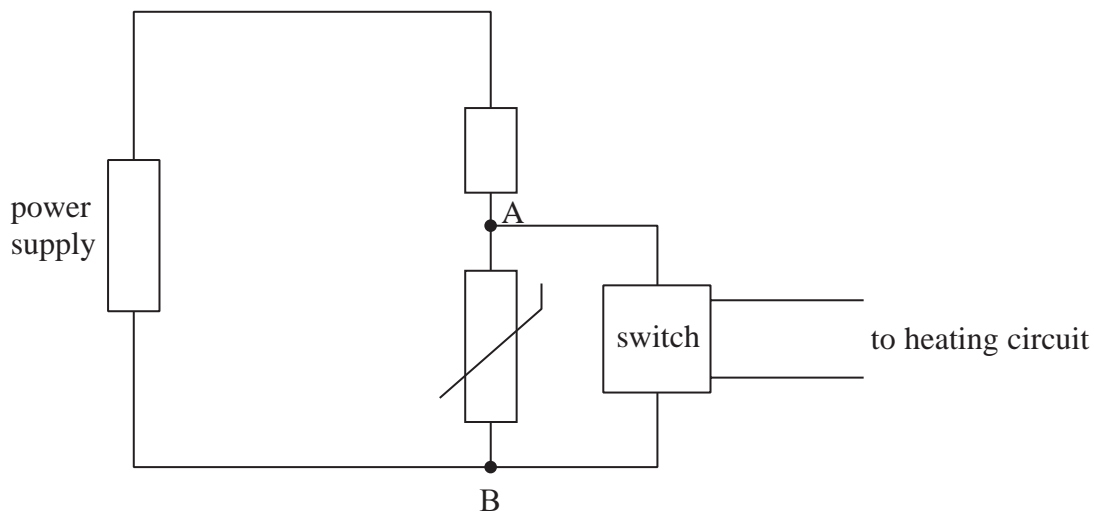 power
supply
A
switch
to heating circuit
B